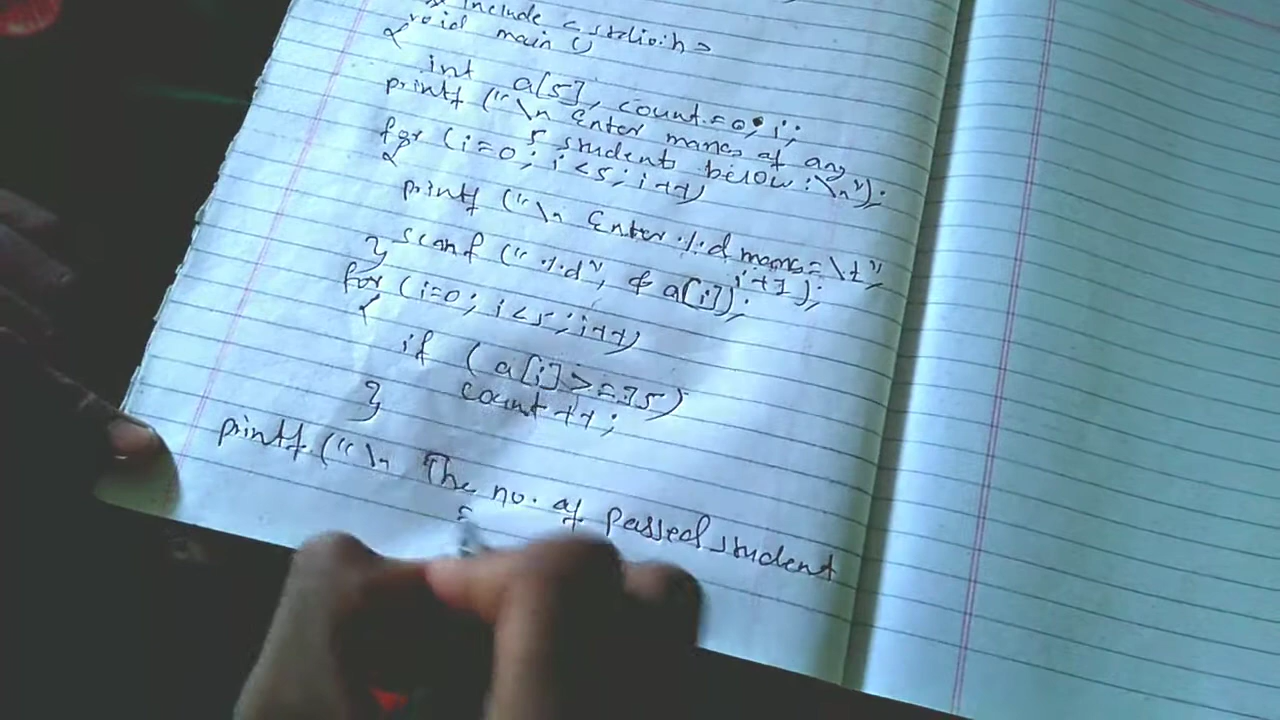 # include <stdio.h>
void main ()
{
int a[5], count=0, i;
printf ("\n Enter marks of any
5 students below :\n");
for (i=0; i<5; i++)
{
printf ("\n Enter %d marks=\t",
i+1);
scanf ("%d", &a[i]);
}
for (i=0; i<5; i++)
{
if (a[i]>=35)
count++;
}
printf ("\n The no. of passed student